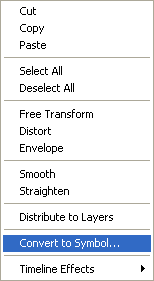 Cut
Copy
Paste
Select All
Deselect All
Free Transform
Distort
Envelope
Smooth
Straighten
Distribute to Layers
Convert to Symbol...
Timeline Effects